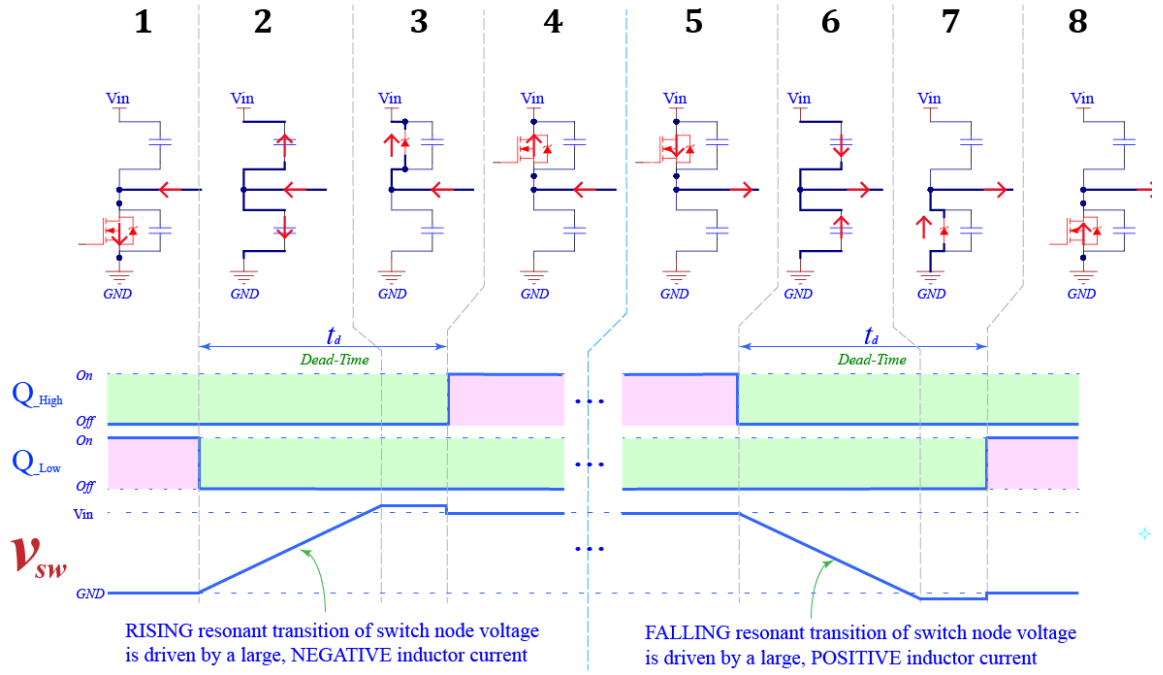 1 2 3 4 5 6 7 8
Vin Vin Vin Vin Vin Vin Vin Vin
GND GND GND GND GND GND GND GND
td td
Dead-Time Dead-Time
On
Q_High
Off
On
Q_Low
Off
Vin
... ...
...
vsw
GND
RISING resonant transition of switch node voltage
is driven by a large, NEGATIVE inductor current
FALLING resonant transition of switch node voltage
is driven by a large, POSITIVE inductor current